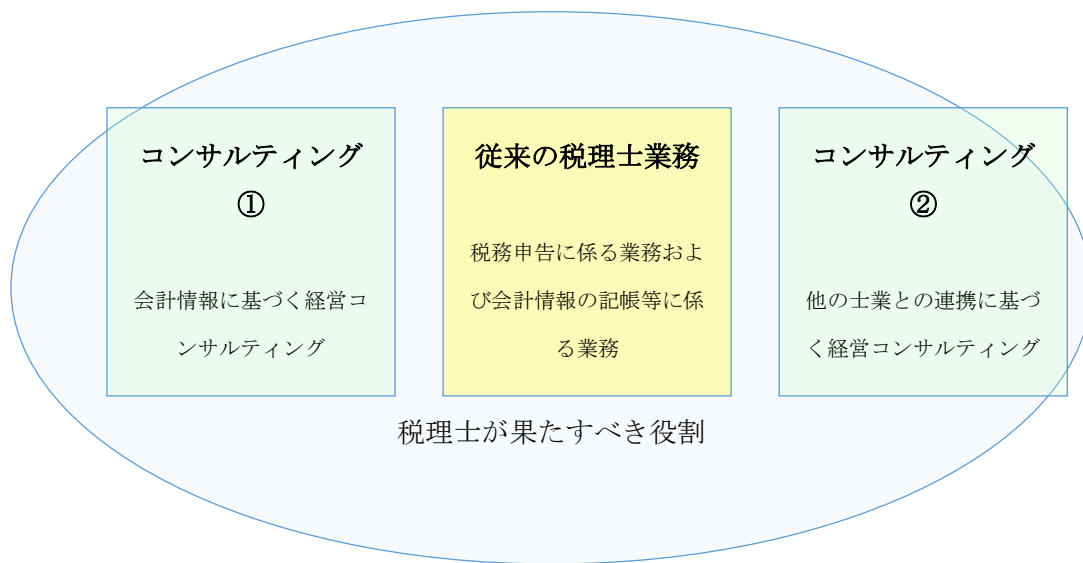 コンサルティング
①
会計情報に基づく経営コ
ンサルティング
従来の税理士業務
税務申告に係る業務およ
び会計情報の記帳等に係
る業務
コンサルティング
②
他の士業との連携に基づ
く経営コンサルティング
税理士が果たすべき役割